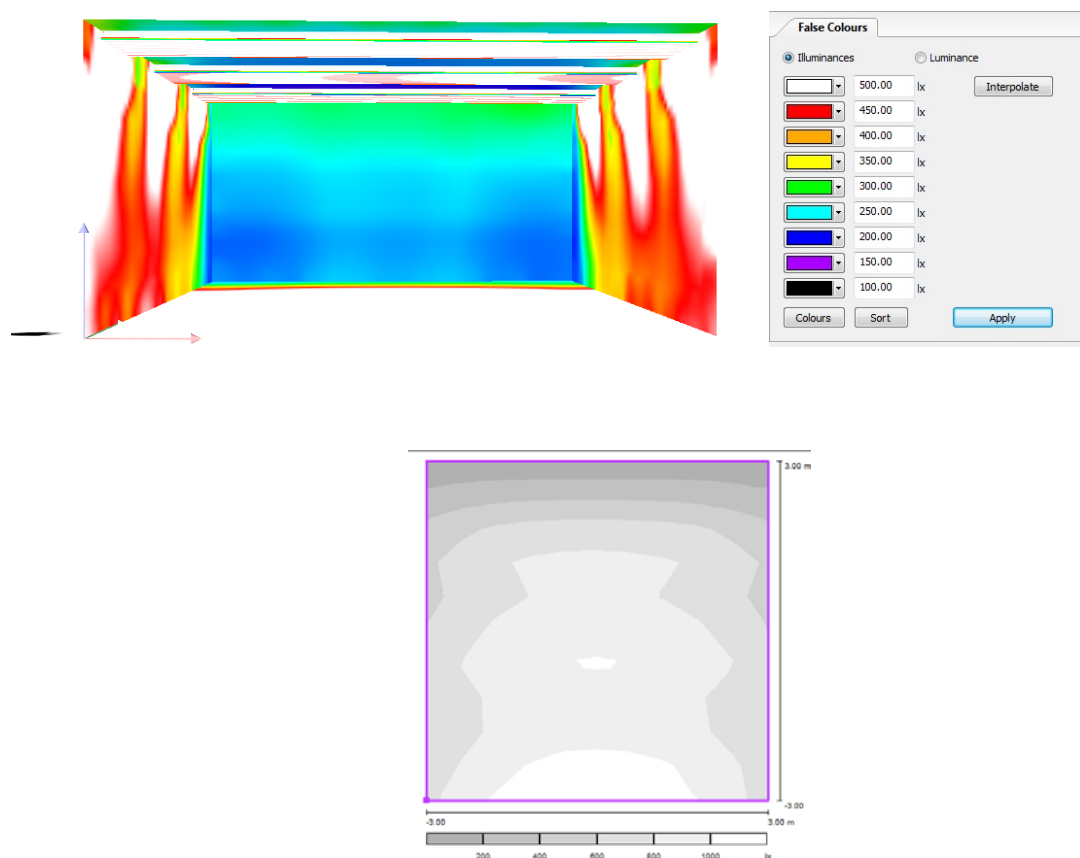 False Colours
Illuminances Luminance
500.00 lx Interpolate
450.00 lx
400.00 lx
350.00 lx
300.00 lx
250.00 lx
200.00 lx
150.00 lx
100.00 lx
Colours Sort Apply
3.00 m
-3.00
-3.00 3.00 m
200 400 600 800 1000 lx